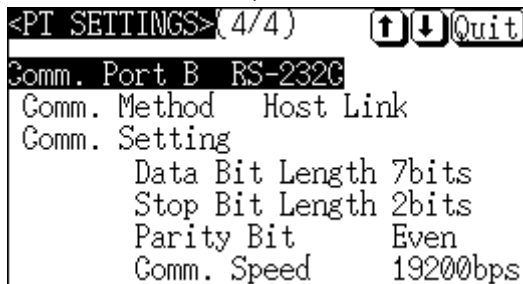 <PT SETTINGS>(4/4) ↑ ↓ Quit
Comm. Port B RS-232C
Comm. Method Host Link
Comm. Setting
Data Bit Length 7bits
Stop Bit Length 2bits
Parity Bit Even
Comm. Speed 19200bps